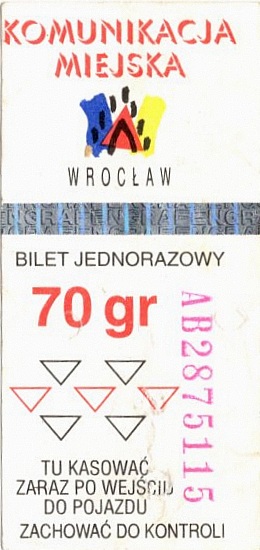 KOMUNIKACJA
MIEJSKA
WROCŁAW
BILET JEDNORAZOWY
70 gr
AB2875115
TU KASOWAĆ
ZARAZ PO WEJŚCIU
DO POJAZDU
ZACHOWAĆ DO KONTROLI